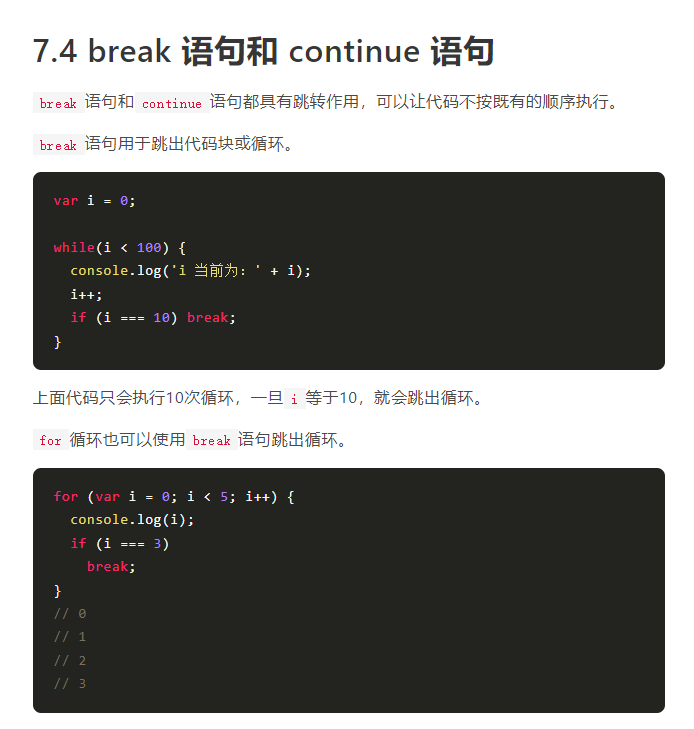 7.4 break 语句和 continue 语句
break 语句和 continue 语句都具有跳转作用，可以让代码不按既有的顺序执行。
break 语句用于跳出代码块或循环。
var i = 0;
while(i < 100) {
  console.log('i 当前为：' + i);
  i++;
  if (i === 10) break;
}
上面代码只会执行10次循环，一旦 i 等于10，就会跳出循环。
for 循环也可以使用 break 语句跳出循环。
for (var i = 0; i < 5; i++) {
  console.log(i);
  if (i === 3)
    break;
}
// 0
// 1
// 2
// 3